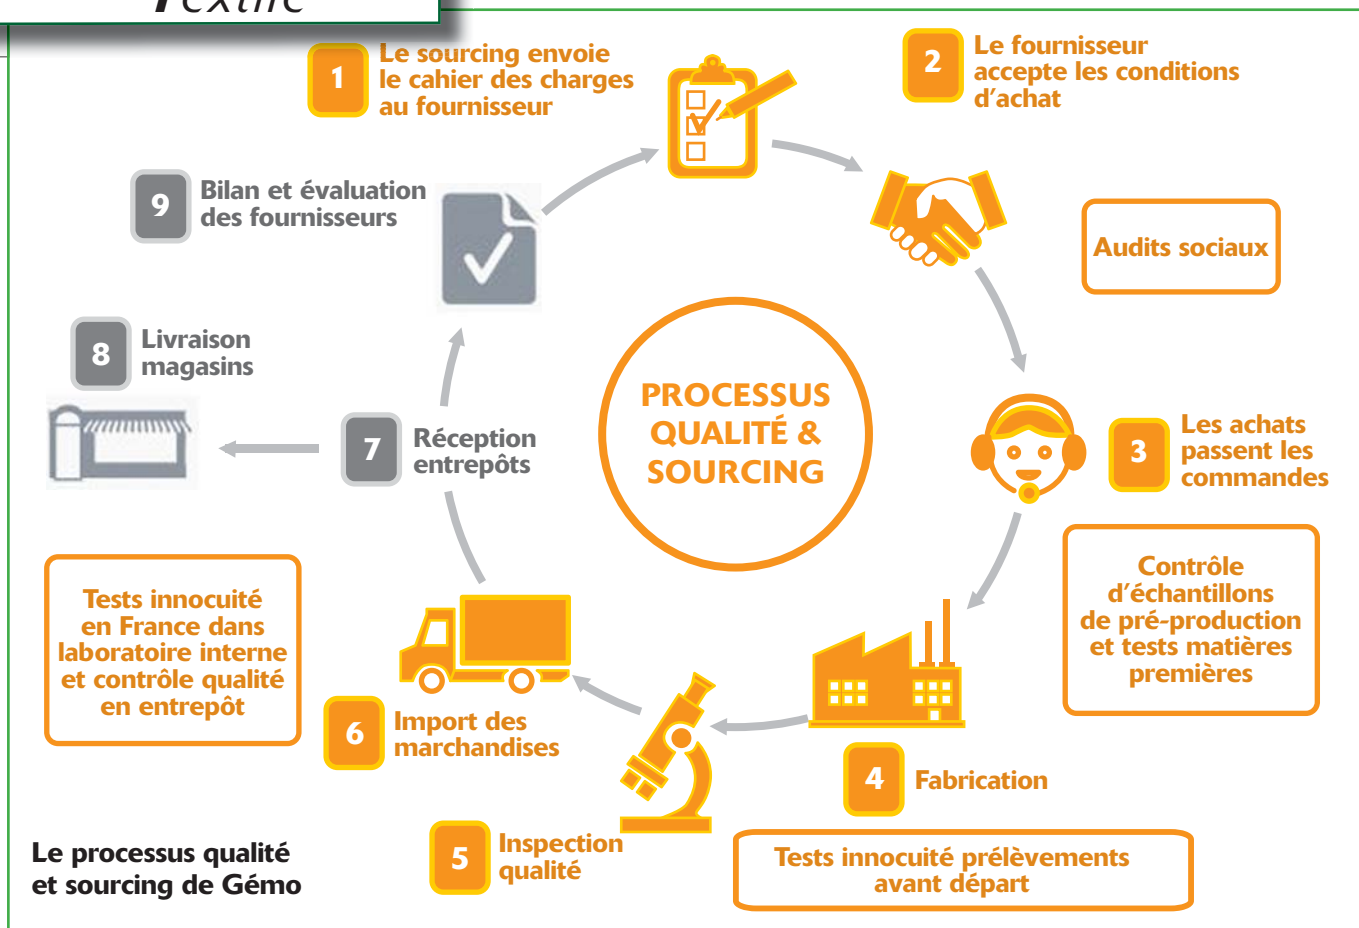 Textile
1
Le sourcing envoie
le cahier des charges
au fournisseur
2
Le fournisseur
accepte les conditions
d’achat
Audits sociaux
3
Les achats
passent les
commandes
Contrôle
d’échantillons
de pré-production
et tests matières
premières
4
Fabrication
Tests innocuité prélèvements
avant départ
5
Inspection
qualité
6
Import des
marchandises
Tests innocuité
en France dans
laboratoire interne
et contrôle qualité
en entrepôt
7
Réception
entrepôts
8
Livraison
magasins
9
Bilan et évaluation
des fournisseurs
PROCESSUS
QUALITÉ &
SOURCING
Le processus qualité
et sourcing de Gémo